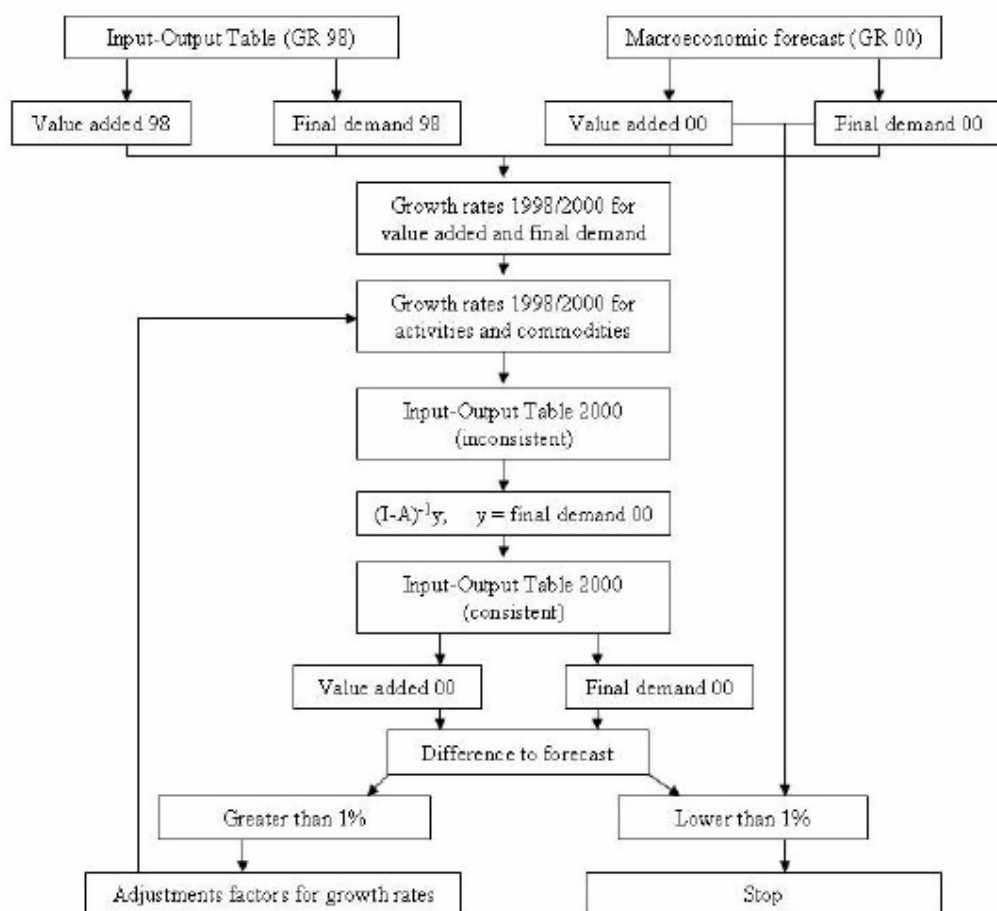 Input-Output Table (GR 98)
Macroeconomic forecast (GR 00)
Value added 98
Final demand 98
Value added 00
Final demand 00
Growth rates 1998/2000 for
value added and final demand
Growth rates 1998/2000 for
activities and commodities
Input-Output Table 2000
(inconsistent)
(I-A)⁻¹y, y = final demand 00
Input-Output Table 2000
(consistent)
Value added 00
Final demand 00
Difference to forecast
Greater than 1%
Lower than 1%
Adjustments factors for growth rates
Stop